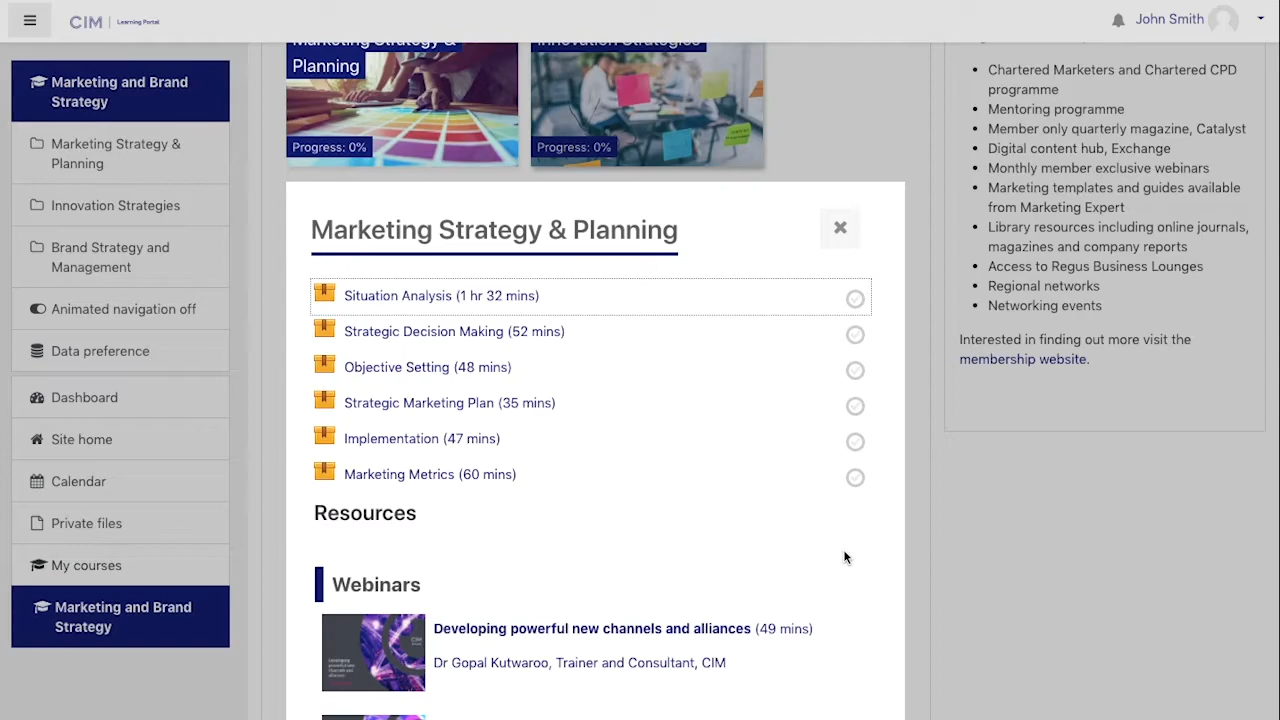 CIM | Learning Portal
John Smith
Marketing and Brand
Strategy
Marketing Strategy &
Planning
Innovation Strategies
Brand Strategy and
Management
Animated navigation off
Data preference
Dashboard
Site home
Calendar
Private files
My courses
Marketing and Brand
Strategy
Marketing Strategy &
Planning
Progress: 0%
Innovation Strategies
Progress: 0%
Marketing Strategy & Planning
Situation Analysis (1 hr 32 mins)
Strategic Decision Making (52 mins)
Objective Setting (48 mins)
Strategic Marketing Plan (35 mins)
Implementation (47 mins)
Marketing Metrics (60 mins)
Resources
Webinars
Developing powerful new channels and alliances (49 mins)
Dr Gopal Kutwaroo, Trainer and Consultant, CIM
Chartered Marketers and Chartered CPD
programme
Mentoring programme
Member only quarterly magazine, Catalyst
Digital content hub, Exchange
Monthly member exclusive webinars
Marketing templates and guides available
from Marketing Expert
Library resources including online journals,
magazines and company reports
Access to Regus Business Lounges
Regional networks
Networking events
Interested in finding out more visit the
membership website.